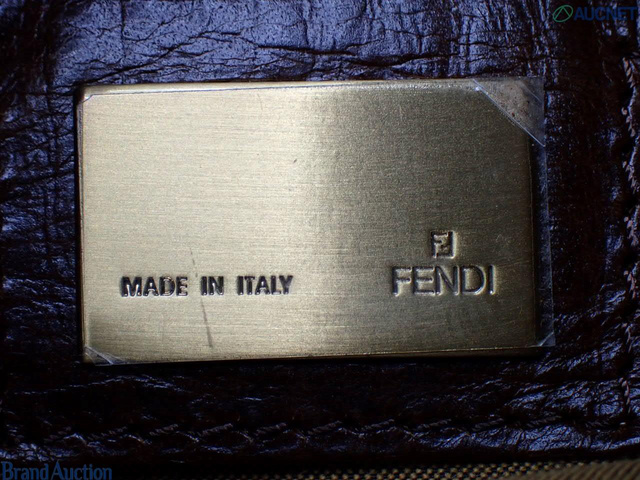 AUCNET
MADE IN ITALY
FENDI
Brand Auction